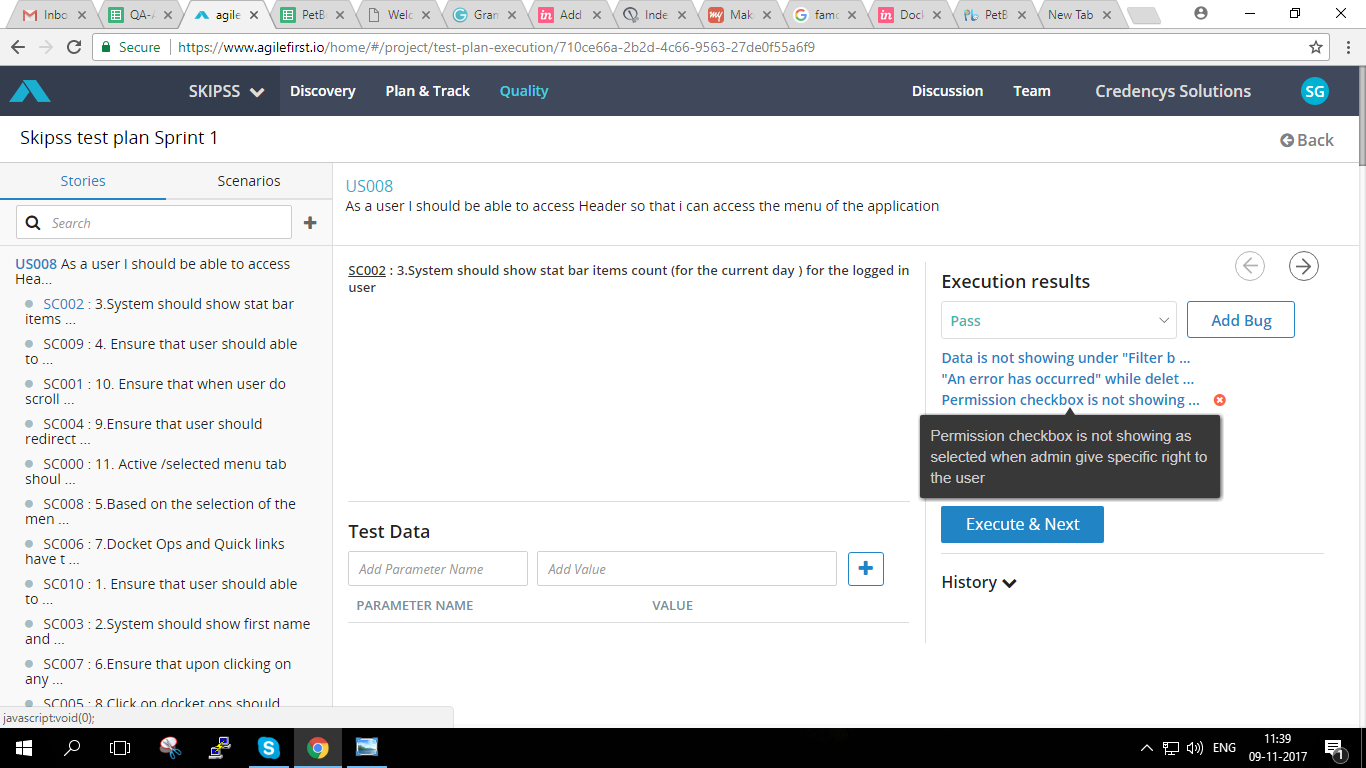 Inbo
QA-
agile
PetB
Welc
Gran
Add
Inde
Mak
famc
Docl
PetB
New Tab
Secure
https://www.agilefirst.io/home/#/project/test-plan-execution/710ce66a-2b2d-4c66-9563-27de0f55a6f9
SKIPSS
Discovery
Plan & Track
Quality
Discussion
Team
Credencys Solutions
SG
Skipss test plan Sprint 1
Back
Stories
Scenarios
Search
US008 As a user I should be able to access
Hea...
SC002 : 3.System should show stat bar
items ...
SC009 : 4. Ensure that user should able
to ...
SC001 : 10. Ensure that when user do
scroll ...
SC004 : 9.Ensure that user should
redirect ...
SC000 : 11. Active /selected menu tab
shoul ...
SC008 : 5.Based on the selection of the
men ...
SC006 : 7.Docket Ops and Quick links
have t ...
SC010 : 1. Ensure that user should able
to ...
SC003 : 2.System should show first name
and ...
SC007 : 6.Ensure that upon clicking on
any ...
SC005 : 8.Click on docket ops should
javascript:void(0);
US008
As a user I should be able to access Header so that i can access the menu of the application
SC002 : 3.System should show stat bar items count (for the current day ) for the logged in
user
Test Data
Add Parameter Name
Add Value
PARAMETER NAME
VALUE
Execution results
Pass
Add Bug
Data is not showing under "Filter b ...
"An error has occurred" while delet ...
Permission checkbox is not showing ...
Permission checkbox is not showing as
selected when admin give specific right to
the user
Execute & Next
History
ENG
11:39
09-11-2017
1